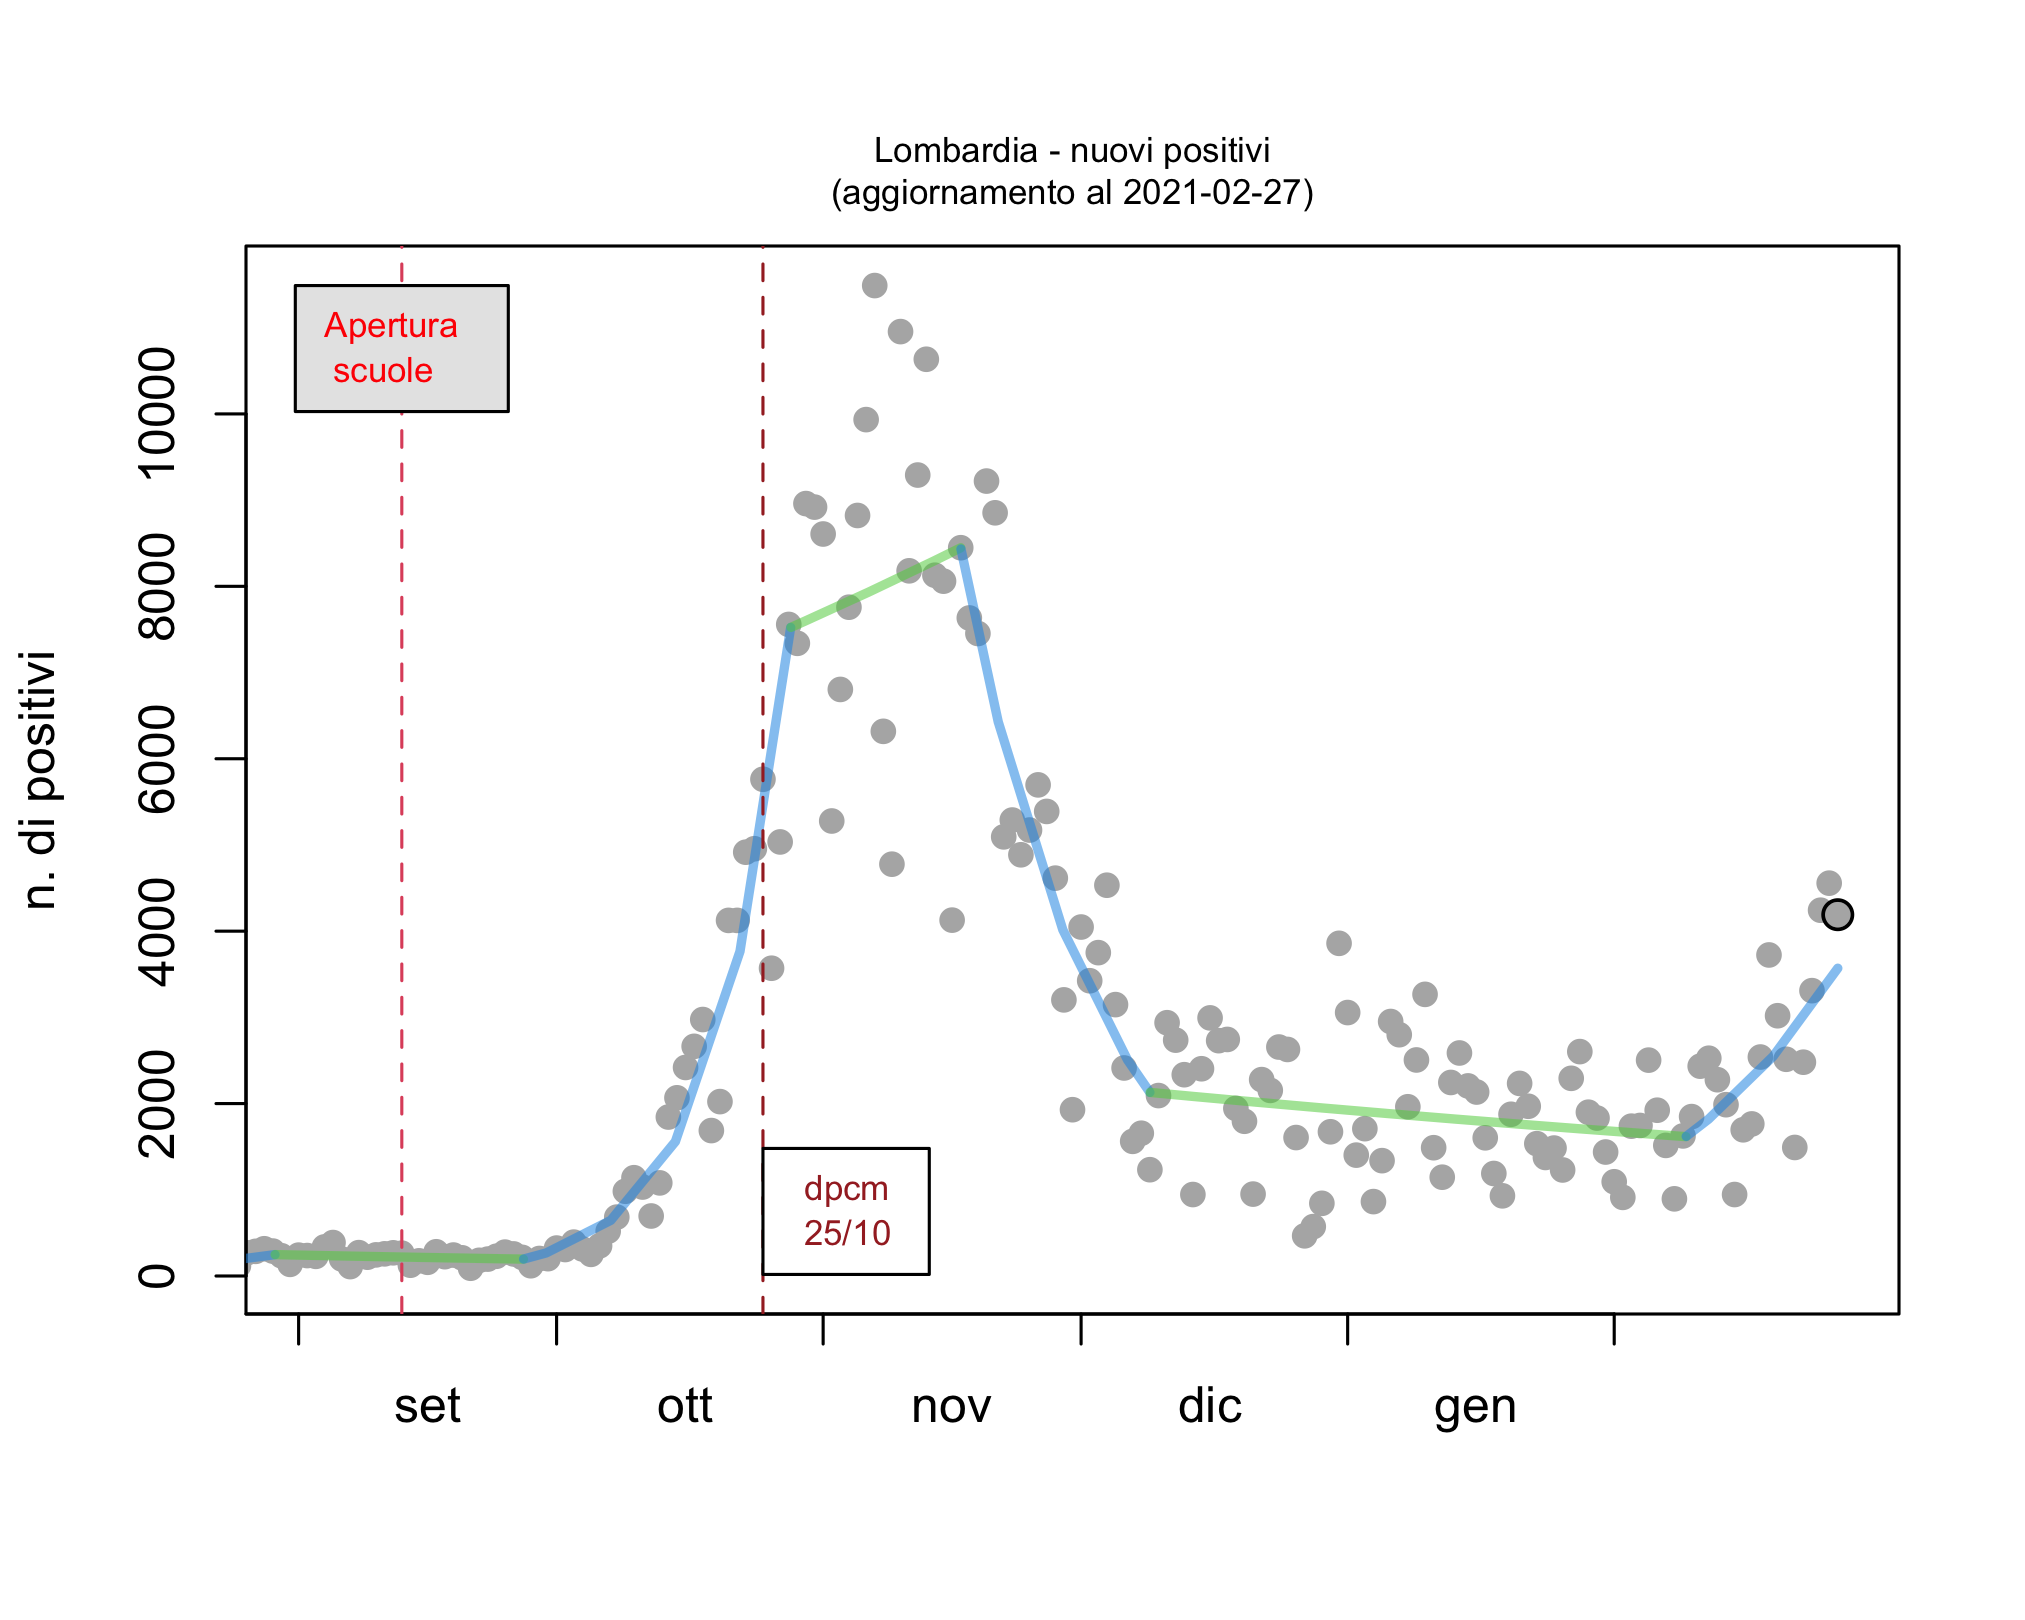 Lombardia - nuovi positivi
(aggiornamento al 2021-02-27)
Apertura
scuole
dpcm
25/10
n. di positivi
10000
8000
6000
4000
2000
0
set ott nov dic gen